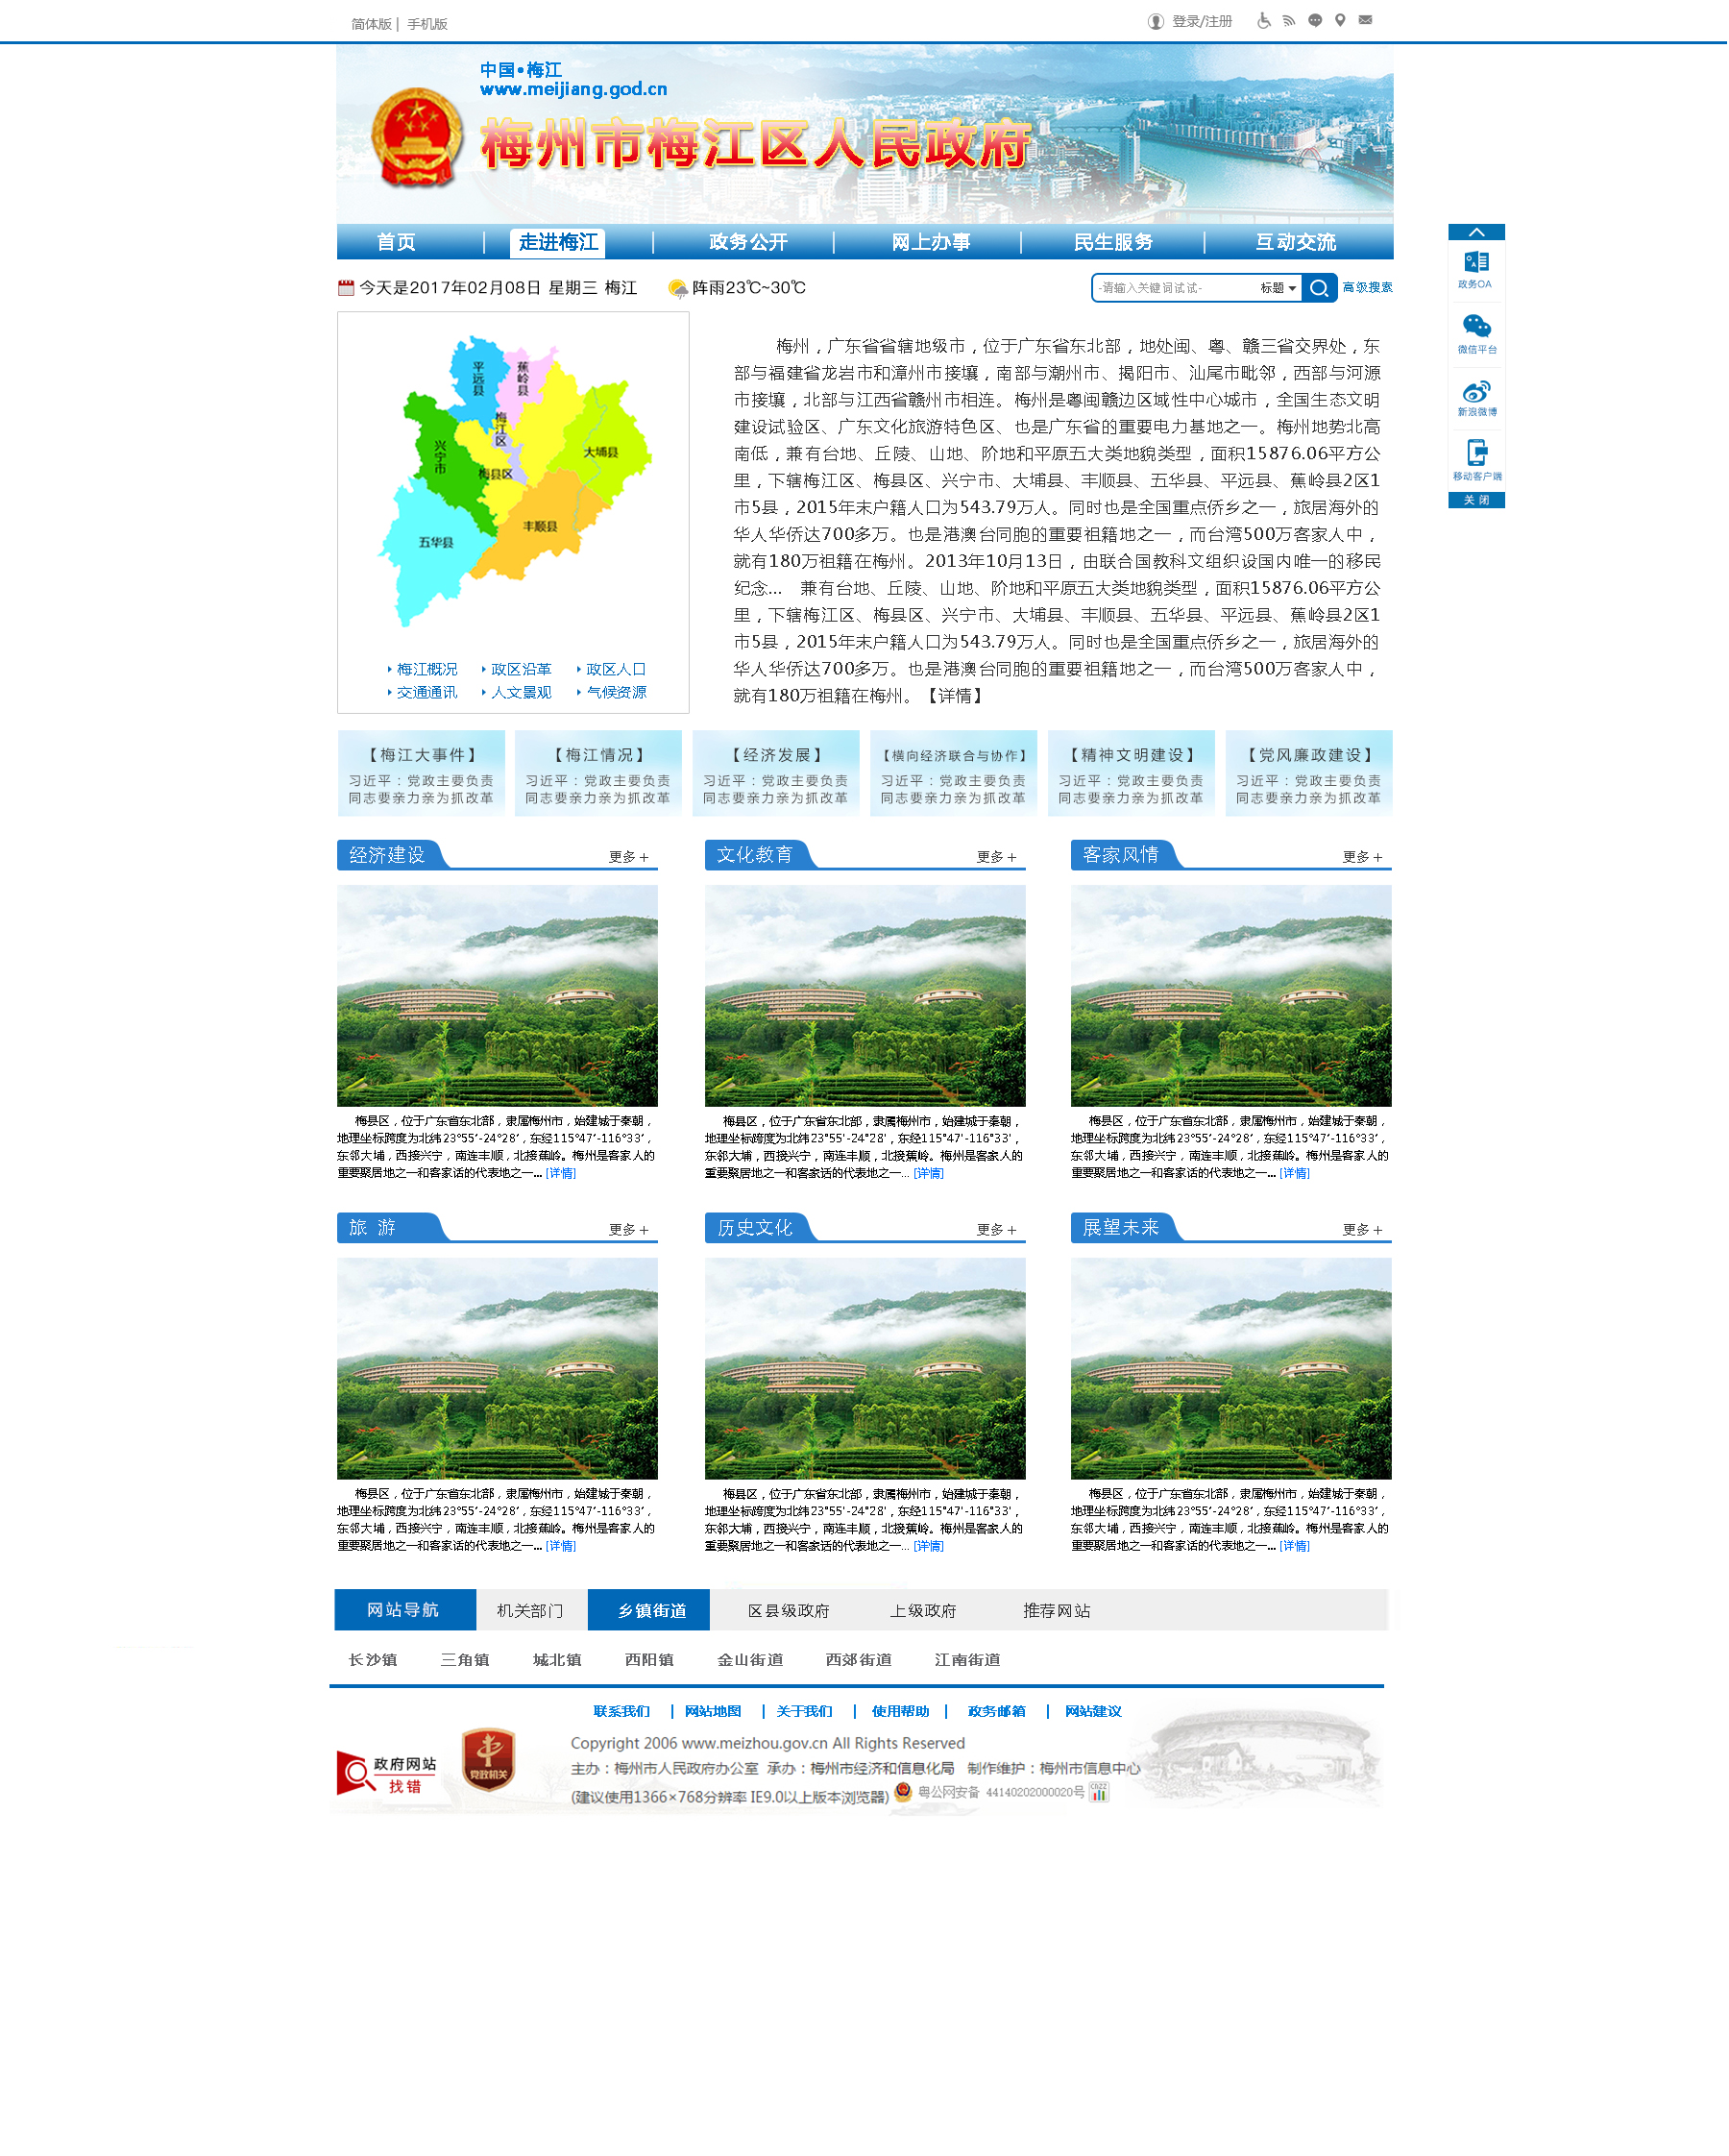 简体版 | 手机版
登录/注册
中国•梅江
www.meijiang.god.cn
梅州市梅江区人民政府
首页 走进梅江 政务公开 网上办事 民生服务 互动交流
今天是2017年02月08日 星期三 梅江 阵雨23℃~30℃
-请输入关键词试试- 标题 高级搜索
政务OA
微信平台
新浪微博
移动客户端
关 闭
平远县
蕉岭县
梅江区
兴宁市
大埔县
梅县区
丰顺县
五华县
梅江概况 政区沿革 政区人口
交通通讯 人文景观 气候资源
梅州，广东省省辖地级市，位于广东省东北部，地处闽、粤、赣三省交界处，东
部与福建省龙岩市和漳州市接壤，南部与潮州市、揭阳市、汕尾市毗邻，西部与河源
市接壤，北部与江西省赣州市相连。梅州是粤闽赣边区域性中心城市，全国生态文明
建设试验区、广东文化旅游特色区、也是广东省的重要电力基地之一。梅州地势北高
南低，兼有台地、丘陵、山地、阶地和平原五大类地貌类型，面积15876.06平方公
里，下辖梅江区、梅县区、兴宁市、大埔县、丰顺县、五华县、平远县、蕉岭县2区1
市5县，2015年末户籍人口为543.79万人。同时也是全国重点侨乡之一，旅居海外的
华人华侨达700多万。也是港澳台同胞的重要祖籍地之一，而台湾500万客家人中，
就有180万祖籍在梅州。2013年10月13日，由联合国教科文组织设国内唯一的移民
纪念... 兼有台地、丘陵、山地、阶地和平原五大类地貌类型，面积15876.06平方公
里，下辖梅江区、梅县区、兴宁市、大埔县、丰顺县、五华县、平远县、蕉岭县2区1
市5县，2015年末户籍人口为543.79万人。同时也是全国重点侨乡之一，旅居海外的
华人华侨达700多万。也是港澳台同胞的重要祖籍地之一，而台湾500万客家人中，
就有180万祖籍在梅州。【详情】
【梅江大事件】 【梅江情况】 【经济发展】 【横向经济联合与协作】 【精神文明建设】 【党风廉政建设】
习近平：党政主要负责 习近平：党政主要负责 习近平：党政主要负责 习近平：党政主要负责 习近平：党政主要负责 习近平：党政主要负责
同志要亲力亲为抓改革 同志要亲力亲为抓改革 同志要亲力亲为抓改革 同志要亲力亲为抓改革 同志要亲力亲为抓改革 同志要亲力亲为抓改革
经济建设 更多+
梅县区，位于广东省东北部，隶属梅州市，始建城于秦朝，
地理坐标跨度为北纬23°55′-24°28′，东经115°47′-116°33′，
东邻大埔，西接兴宁，南连丰顺，北接蕉岭。梅州是客家人的
重要聚居地之一和客家话的代表地之一... [详情]
文化教育 更多+
梅县区，位于广东省东北部，隶属梅州市，始建城于秦朝，
地理坐标跨度为北纬23°55'-24°28'，东经115°47'-116°33'，
东邻大埔，西接兴宁，南连丰顺，北接蕉岭。梅州是客家人的
重要聚居地之一和客家话的代表地之一... [详情]
客家风情 更多+
梅县区，位于广东省东北部，隶属梅州市，始建城于秦朝，
地理坐标跨度为北纬23°55′-24°28′，东经115°47′-116°33′，
东邻大埔，西接兴宁，南连丰顺，北接蕉岭。梅州是客家人的
重要聚居地之一和客家话的代表地之一... [详情]
旅 游 更多+
梅县区，位于广东省东北部，隶属梅州市，始建城于秦朝，
地理坐标跨度为北纬23°55′-24°28′，东经115°47′-116°33′，
东邻大埔，西接兴宁，南连丰顺，北接蕉岭。梅州是客家人的
重要聚居地之一和客家话的代表地之一... [详情]
历史文化 更多+
梅县区，位于广东省东北部，隶属梅州市，始建城于秦朝，
地理坐标跨度为北纬23°55'-24°28'，东经115°47'-116°33'，
东邻大埔，西接兴宁，南连丰顺，北接蕉岭。梅州是客家人的
重要聚居地之一和客家话的代表地之一... [详情]
展望未来 更多+
梅县区，位于广东省东北部，隶属梅州市，始建城于秦朝，
地理坐标跨度为北纬23°55′-24°28′，东经115°47′-116°33′，
东邻大埔，西接兴宁，南连丰顺，北接蕉岭。梅州是客家人的
重要聚居地之一和客家话的代表地之一... [详情]
网站导航 机关部门 乡镇街道 区县级政府 上级政府 推荐网站
长沙镇 三角镇 城北镇 西阳镇 金山街道 西郊街道 江南街道
联系我们 | 网站地图 | 关于我们 | 使用帮助 | 政务邮箱 | 网站建议
政府网站
找错
党政机关
Copyright 2006 www.meizhou.gov.cn All Rights Reserved
主办：梅州市人民政府办公室 承办：梅州市经济和信息化局 制作维护：梅州市信息中心
(建议使用1366×768分辨率 IE9.0以上版本浏览器) 粤公网安备 44140202000020号 CNZZ